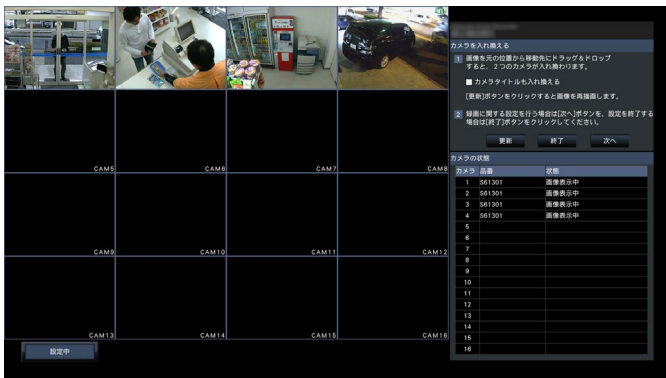 カメラを入れ換える
1 画像を元の位置から移動先にドラッグ&ドロップ
すると、2つのカメラが入れ換わります。
カメラタイトルも入れ換える
[更新]ボタンをクリックすると画像を再描画します。
2 録画に関する設定を行う場合は[次へ]ボタンを、設定を終了する
場合は[終了]ボタンをクリックしてください。
更新 終了 次へ
カメラの状態
カメラ 品番 状態
1 S61301 画像表示中
2 S61301 画像表示中
3 S61301 画像表示中
4 S61301 画像表示中
5
6
7
8
9
10
11
12
13
14
15
16
CAM5 CAM6 CAM7 CAM8
CAM9 CAM10 CAM11 CAM12
CAM13 CAM14 CAM15 CAM16
設定中